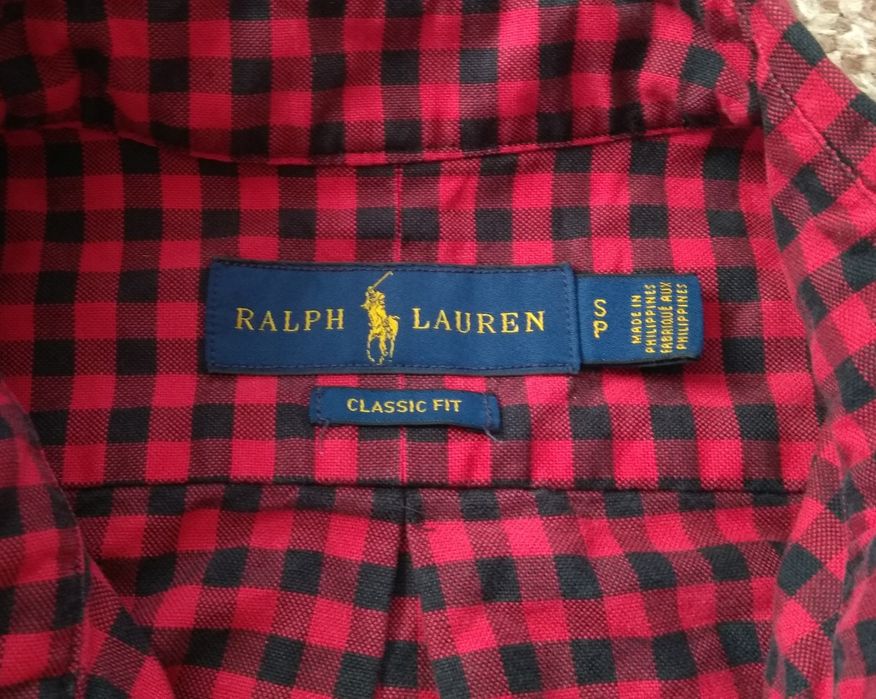 RALPH LAUREN
S
P
MADE IN
PHILIPPINES
FABRIQUÉ AUX
PHILIPPINES
CLASSIC FIT